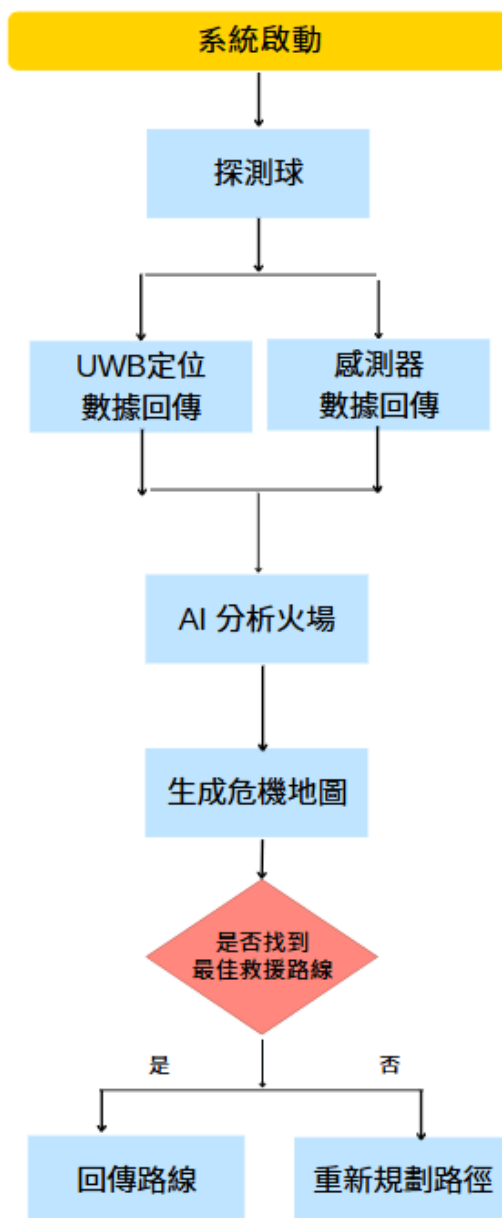 系統啟動
探測球
UWB定位
數據回傳
感測器
數據回傳
AI 分析火場
生成危機地圖
是否找到
最佳救援路線
是
否
回傳路線
重新規劃路徑